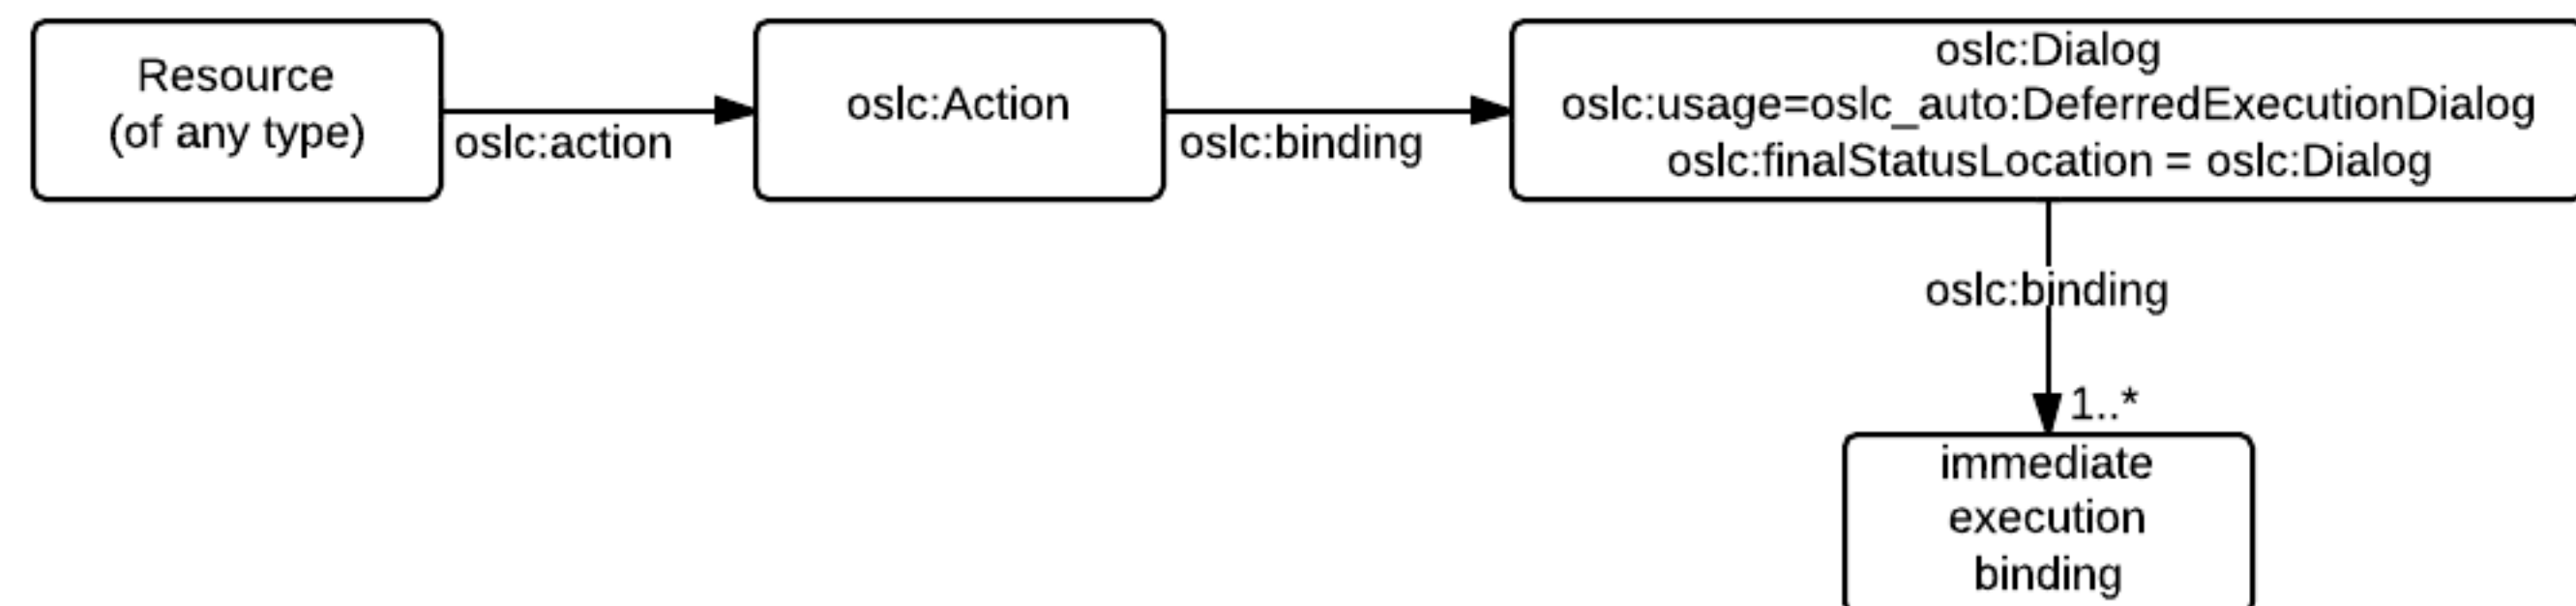 Resource
(of any type)
oslc:action
oslc:Action
oslc:binding
oslc:Dialog
oslc:usage=oslc_auto:DeferredExecutionDialog
oslc:finalStatusLocation = oslc:Dialog
oslc:binding
1..*
immediate
execution
binding